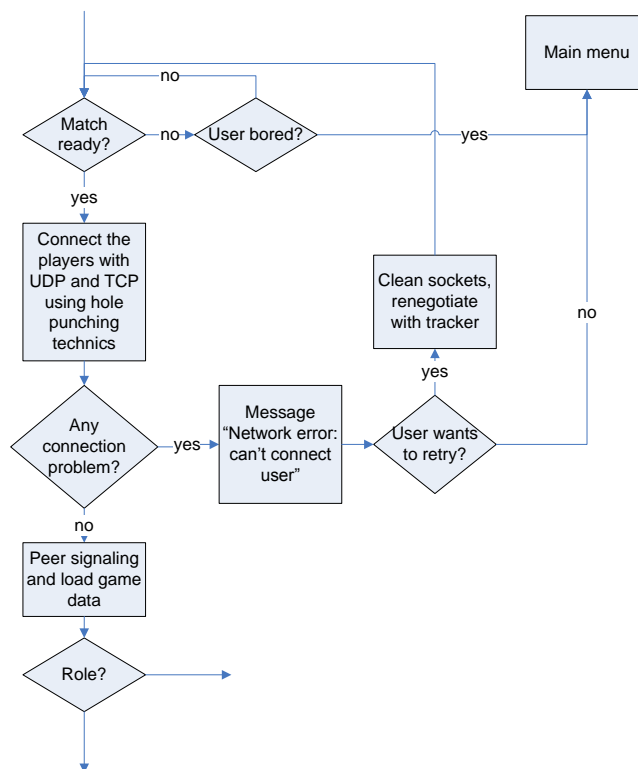 no
Main menu
Match
ready?
no
User bored?
yes
yes
Connect the
players with
UDP and TCP
using hole
punching
technics
Clean sockets,
renegotiate
with tracker
no
yes
Any
connection
problem?
yes
Message
“Network error:
can’t connect
user”
User wants
to retry?
no
Peer signaling
and load game
data
Role?